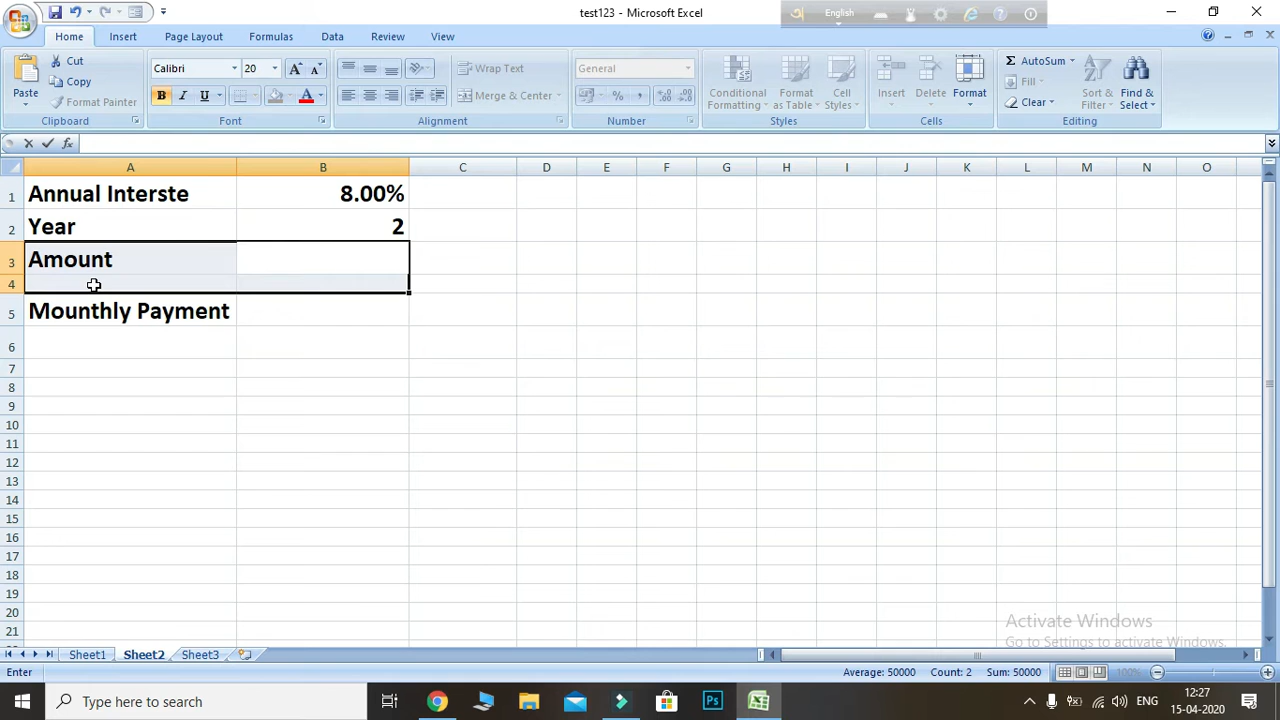 test123 - Microsoft Excel
English
Home Insert Page Layout Formulas Data Review View
Paste
Cut
Copy
Format Painter
Clipboard
Calibri 20
B I U
Font
Wrap Text
Merge & Center
Alignment
General
% ,
Number
Conditional Formatting
Format as Table
Cell Styles
Styles
Insert
Delete
Format
Cells
Σ AutoSum
Fill
Clear
Sort & Filter
Find & Select
Editing
fx
A B C D E F G H I J K L M N O
1 Annual Interste 8.00%
2 Year 2
3 Amount
4
5 Mounthly Payment
6
7
8
9
10
11
12
13
14
15
16
17
18
19
20
21
Activate Windows
Go to Settings to activate Windows.
Sheet1 Sheet2 Sheet3
Enter Average: 50000 Count: 2 Sum: 50000 100%
Type here to search
Ps
ENG
12:27
15-04-2020